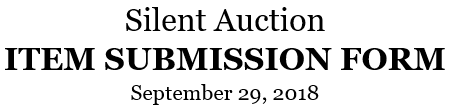 Silent Auction
ITEM SUBMISSION FORM
September 29, 2018